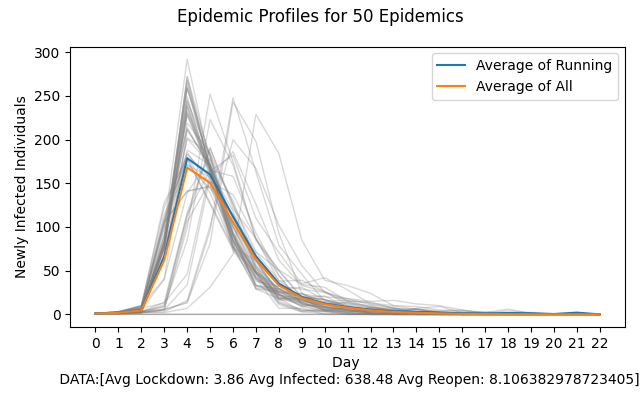 Epidemic Profiles for 50 Epidemics
300
250
200
150
100
50
0
Newly Infected Individuals
Average of Running
Average of All
0 1 2 3 4 5 6 7 8 9 10 11 12 13 14 15 16 17 18 19 20 21 22
Day
DATA:[Avg Lockdown: 3.86 Avg Infected: 638.48 Avg Reopen: 8.106382978723405]